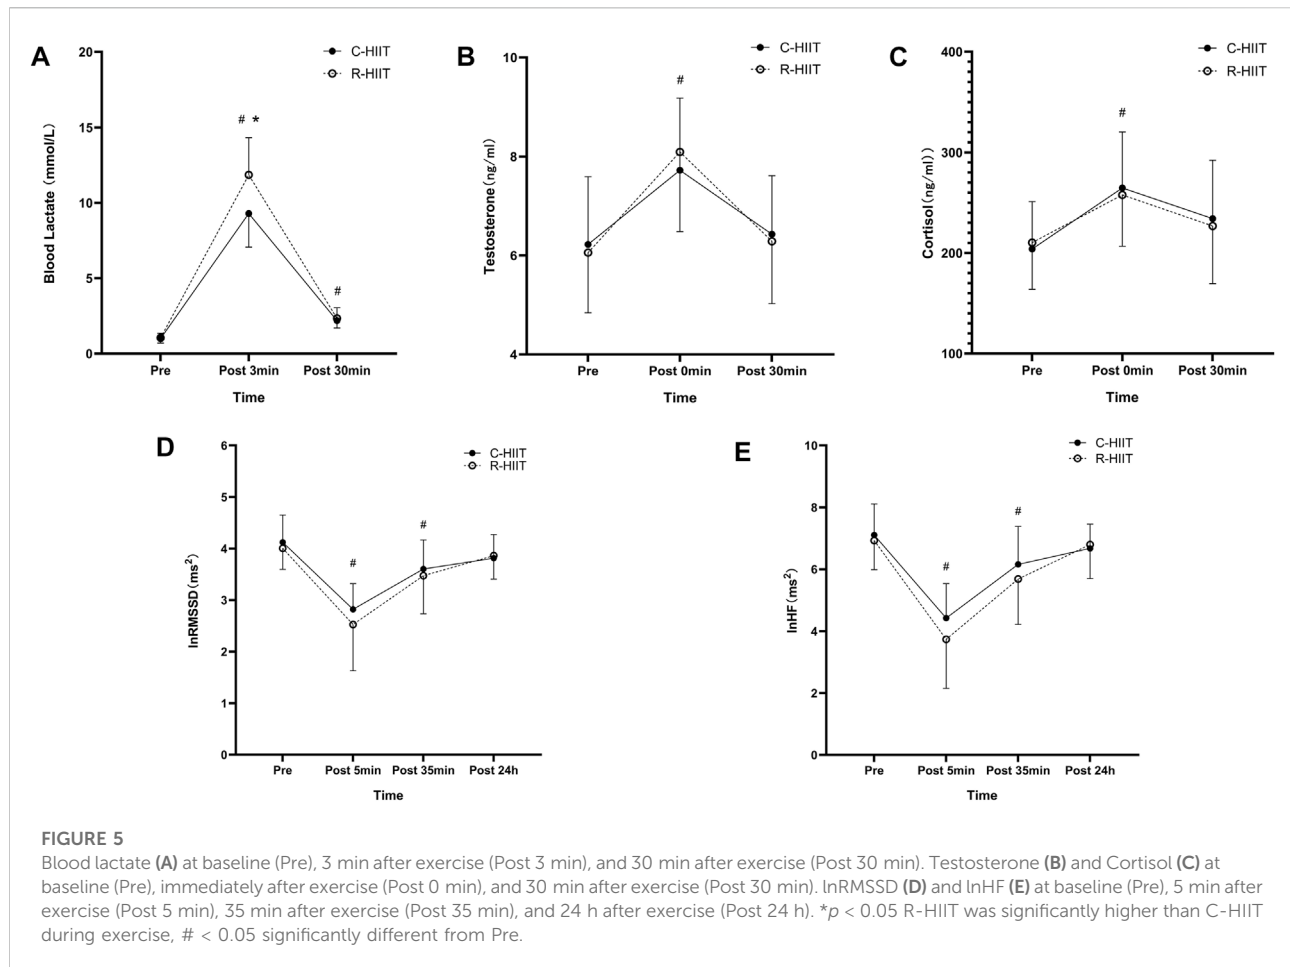 A
C-HIIT
R-HIIT
Blood Lactate (mmol/L)
20
15
10
5
0
# *
#
Pre
Post 3min
Post 30min
Time
B
C-HIIT
R-HIIT
Testosterone(ng/ml)
10
8
6
4
#
Pre
Post 0min
Post 30min
Time
C
C-HIIT
R-HIIT
Cortisol(ng/ml))
400
300
200
100
#
Pre
Post 0min
Post 30min
Time
D
C-HIIT
R-HIIT
lnRMSSD(ms²)
6
5
4
3
2
1
0
#
#
Pre
Post 5min
Post 35min
Post 24h
Time
E
C-HIIT
R-HIIT
lnHF(ms²)
10
8
6
4
2
0
#
#
Pre
Post 5min
Post 35min
Post 24h
Time
FIGURE 5
Blood lactate (A) at baseline (Pre), 3 min after exercise (Post 3 min), and 30 min after exercise (Post 30 min). Testosterone (B) and Cortisol (C) at
baseline (Pre), immediately after exercise (Post 0 min), and 30 min after exercise (Post 30 min). lnRMSSD (D) and lnHF (E) at baseline (Pre), 5 min after
exercise (Post 5 min), 35 min after exercise (Post 35 min), and 24 h after exercise (Post 24 h). *p < 0.05 R-HIIT was significantly higher than C-HIIT
during exercise, # < 0.05 significantly different from Pre.